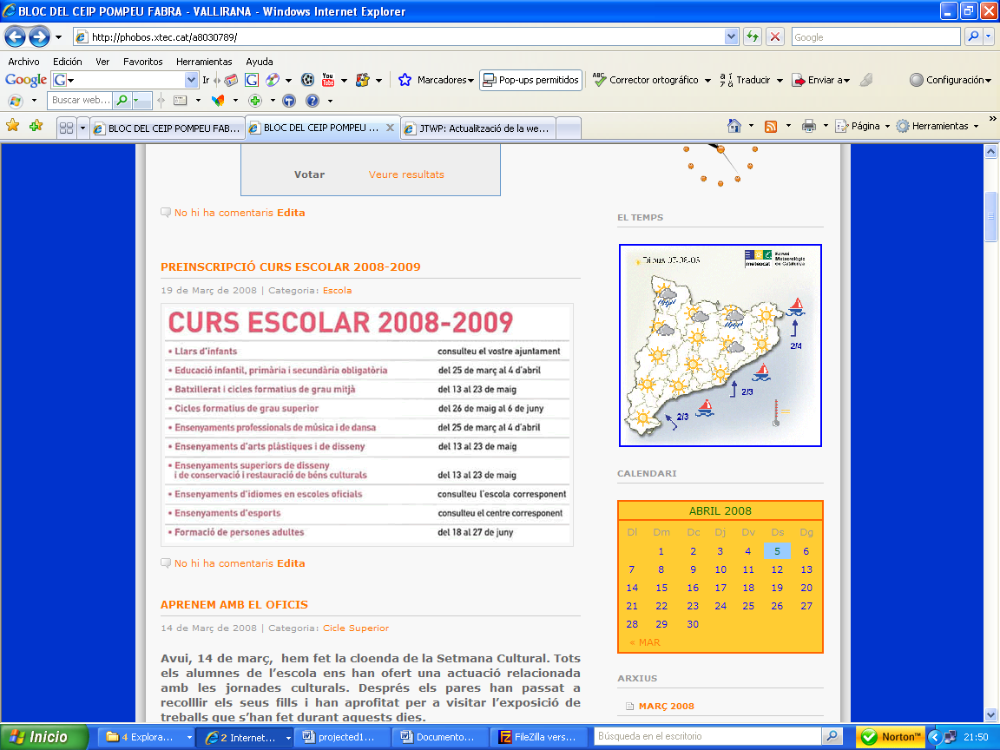 BLOC DEL CEIP POMPEU FABRA - VALLIRANA - Windows Internet Explorer
http://phobos.xtec.cat/a8030789/
Google
Archivo Edición Ver Favoritos Herramientas Ayuda
Google G Ir G You Tube Marcadores Pop-ups permitidos ABC Corrector ortográfico Traducir Enviar a Configuración
Buscar web...
BLOC DEL CEIP POMPEU FAB... BLOC DEL CEIP POMPEU ... JTWP: Actualització de la we... Página Herramientas
Votar Veure resultats
No hi ha comentaris Edita
PREINSCRIPCIÓ CURS ESCOLAR 2008-2009
19 de Març de 2008 | Categoria: Escola
CURS ESCOLAR 2008-2009
• Llars d'infants consulteu el vostre ajuntament
• Educació infantil, primària i secundària obligatòria del 25 de març al 4 d'abril
• Batxillerat i cicles formatius de grau mitjà del 13 al 23 de maig
• Cicles formatius de grau superior del 26 de maig al 6 de juny
• Ensenyaments professionals de música i de dansa del 25 de març al 4 d'abril
• Ensenyaments d'arts plàstiques i de disseny del 13 al 23 de maig
• Ensenyaments superiors de disseny
i de conservació i restauració de béns culturals del 13 al 23 de maig
• Ensenyaments d'idiomes en escoles oficials consulteu l'escola corresponent
• Ensenyaments d'esports consulteu el centre corresponent
• Formació de persones adultes del 18 al 27 de juny
No hi ha comentaris Edita
APRENEM AMB EL OFICIS
14 de Març de 2008 | Categoria: Cicle Superior
Avui, 14 de març, hem fet la cloenda de la Setmana Cultural. Tots
els alumnes de l'escola ens han ofert una actuació relacionada
amb les jornades culturals. Després els pares han passat a
recolllir els seus fills i han aprofitat per a visitar l'exposició de
treballs que s'han fet durant aquests dies.
EL TEMPS
meteocat Servei
Meteorològic
de Catalunya
2/4
2/3
2/3
CALENDARI
ABRIL 2008
Dl Dm Dc Dj Dv Ds Dg
1 2 3 4 5 6
7 8 9 10 11 12 13
14 15 16 17 18 19 20
21 22 23 24 25 26 27
28 29 30
« MAR
ARXIUS
MARÇ 2008
Inicio 4 Explora... 2 Internet... projected1... Documento... FileZilla vers... Búsqueda en el escritorio Norton™ 21:50